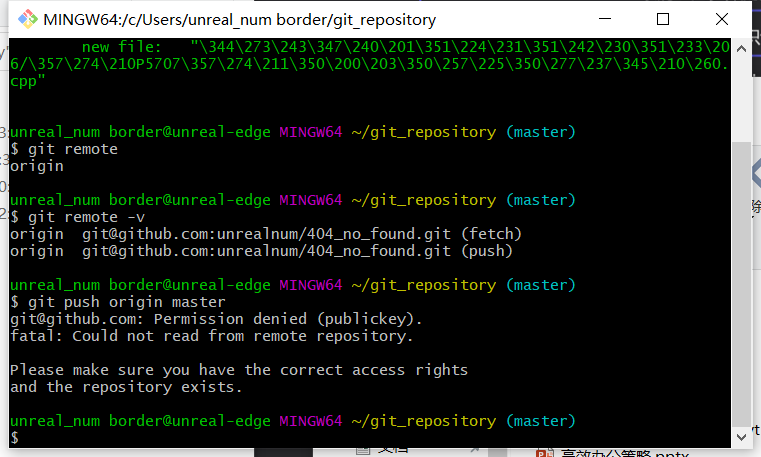 MINGW64:/c/Users/unreal_num border/git_repository
new file:   "\344\273\243\347\240\201\351\224\231\351\242\230\351\233\20
6/\357\274\210P5707\357\274\211\350\200\203\350\257\225\350\277\237\345\210\260.
cpp"
unreal_num border@unreal-edge MINGW64 ~/git_repository (master)
$ git remote
origin
unreal_num border@unreal-edge MINGW64 ~/git_repository (master)
$ git remote -v
origin  git@github.com:unrealnum/404_no_found.git (fetch)
origin  git@github.com:unrealnum/404_no_found.git (push)
unreal_num border@unreal-edge MINGW64 ~/git_repository (master)
$ git push origin master
git@github.com: Permission denied (publickey).
fatal: Could not read from remote repository.
Please make sure you have the correct access rights
and the repository exists.
unreal_num border@unreal-edge MINGW64 ~/git_repository (master)
$